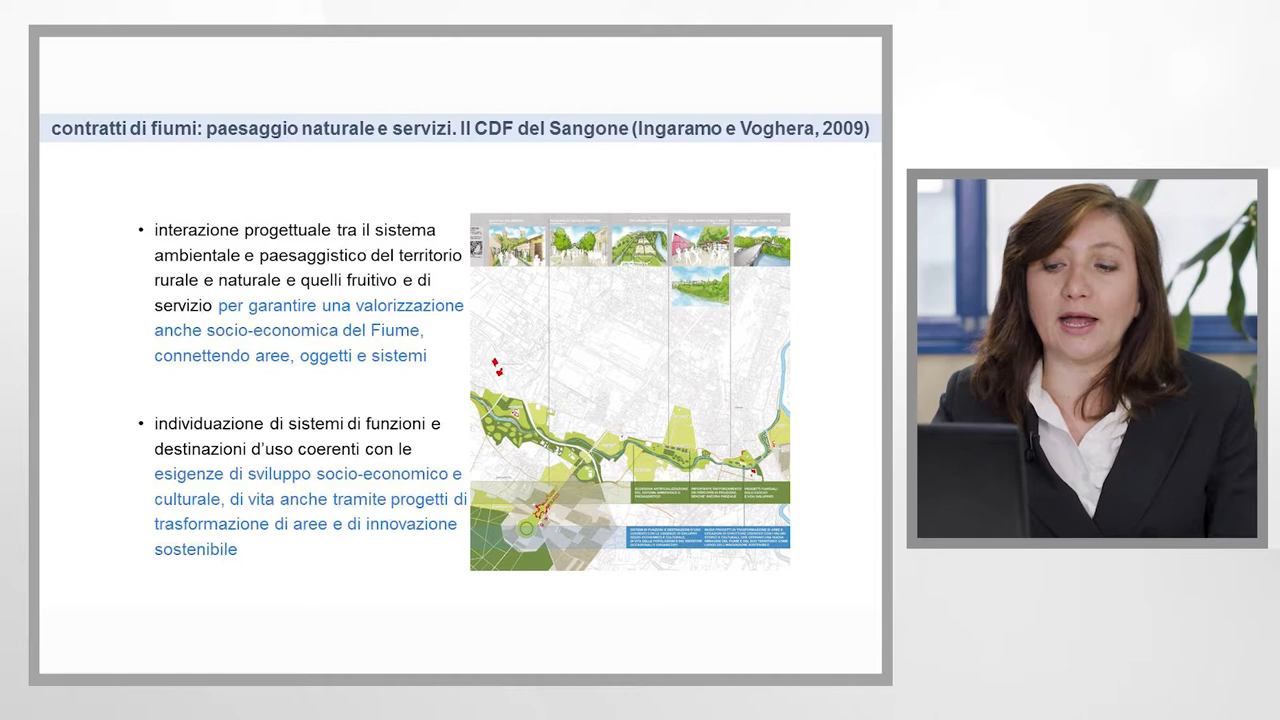 contratti di fiumi: paesaggio naturale e servizi. Il CDF del Sangone (Ingaramo e Voghera, 2009)
• interazione progettuale tra il sistema
ambientale e paesaggistico del territorio
rurale e naturale e quelli fruitivo e di
servizio per garantire una valorizzazione
anche socio-economica del Fiume,
connettendo aree, oggetti e sistemi
• individuazione di sistemi di funzioni e
destinazioni d’uso coerenti con le
esigenze di sviluppo socio-economico e
culturale, di vita anche tramite progetti di
trasformazione di aree e di innovazione
sostenibile